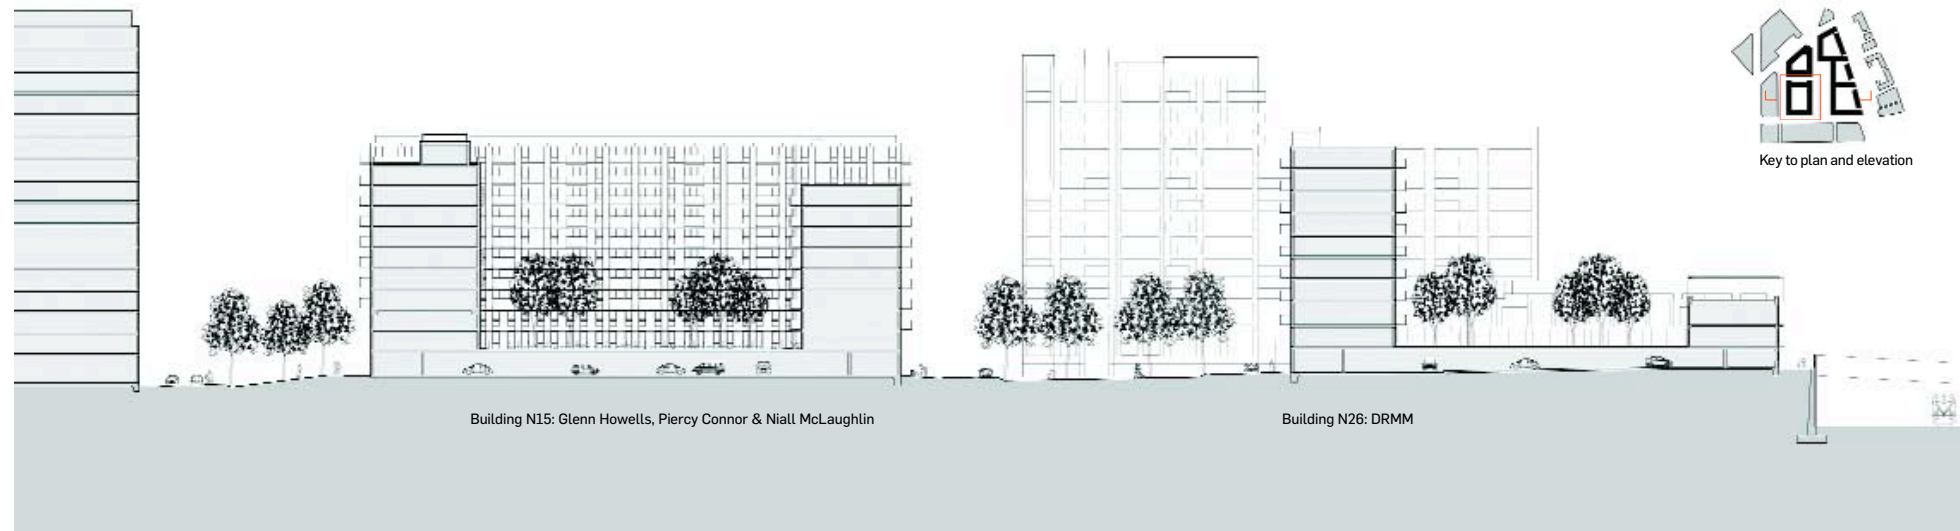 Key to plan and elevation
Building N15: Glenn Howells, Piercy Connor & Niall McLaughlin
Building N26: DRMM